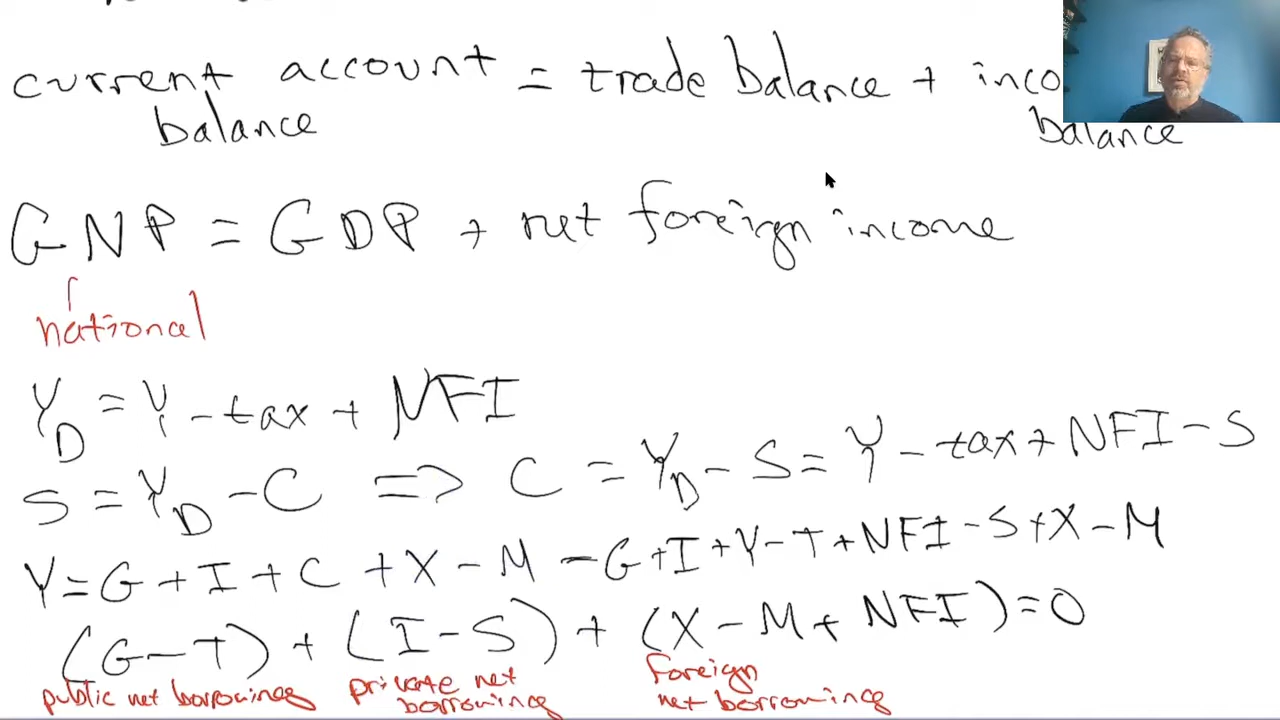 current account = trade balance + inco
balance balance
GNP = GDP + net foreign income
national
Y_D = Y - tax + NFI
S = Y_D - C => C = Y_D - S = Y - tax + NFI - S
Y = G + I + C + X - M = G + I + Y - T + NFI - S + X - M
(G - T) + (I - S) + (X - M + NFI) = 0
public net borrowing private net borrowing foreign net borrowing